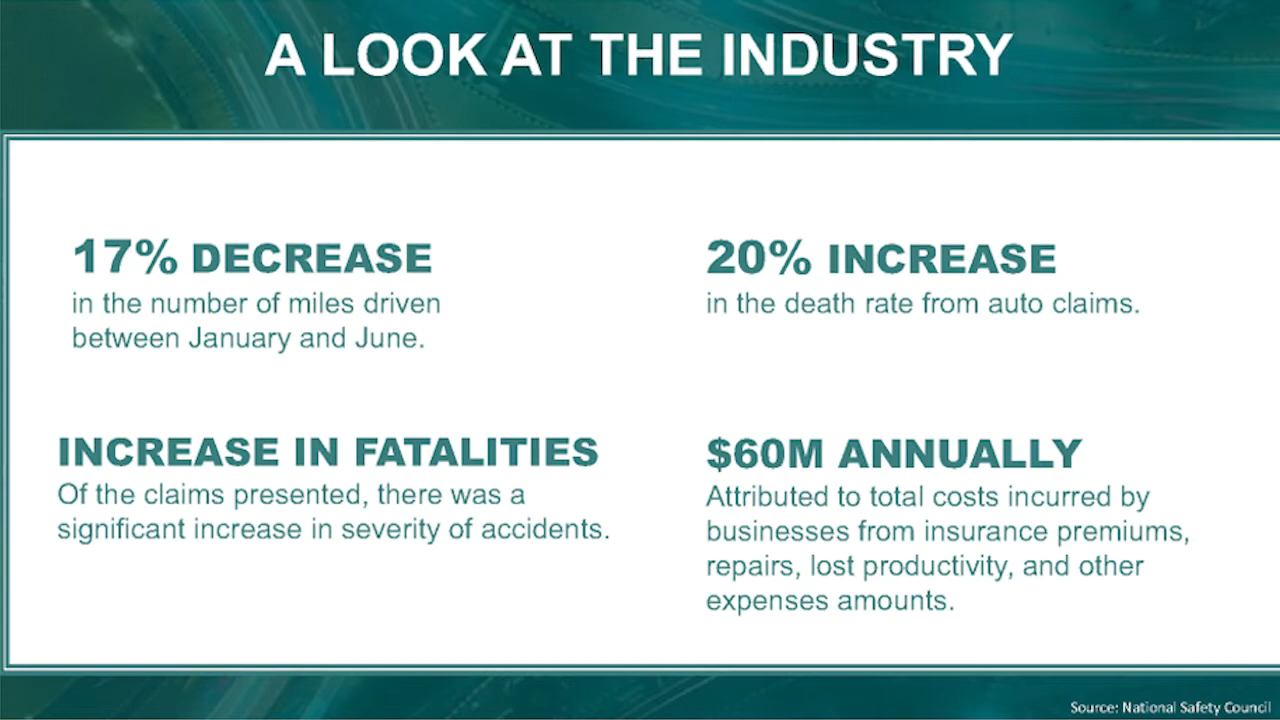 A LOOK AT THE INDUSTRY
17% DECREASE
in the number of miles driven
between January and June.
20% INCREASE
in the death rate from auto claims.
INCREASE IN FATALITIES
Of the claims presented, there was a
significant increase in severity of accidents.
$60M ANNUALLY
Attributed to total costs incurred by
businesses from insurance premiums,
repairs, lost productivity, and other
expenses amounts.
Source: National Safety Council